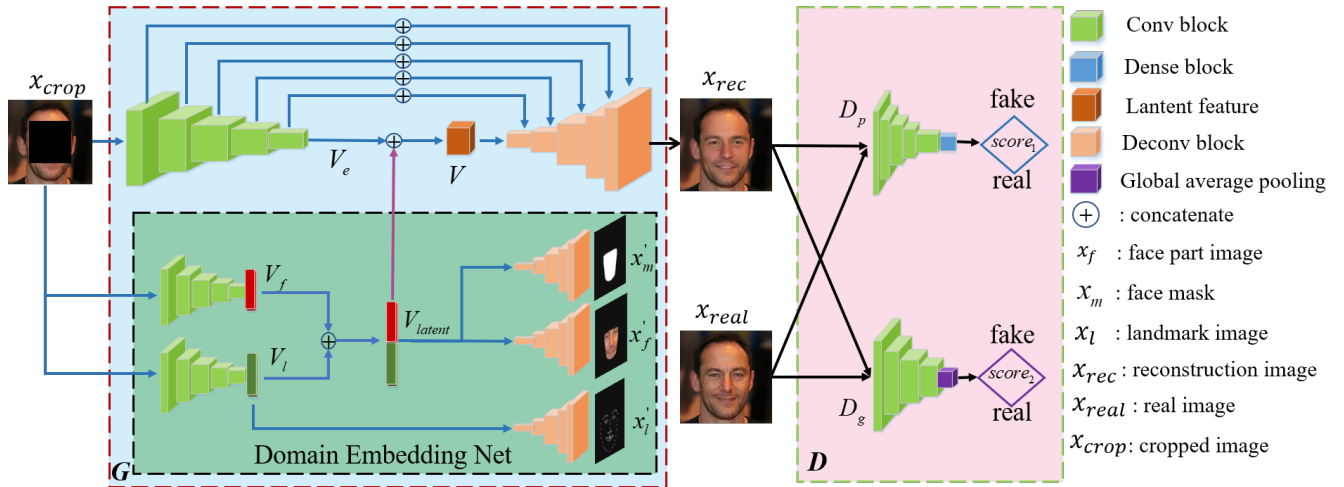 x_crop
V_e
V
V_f
V_l
V_latent
x'_m
x'_f
x'_l
Domain Embedding Net
G
x_rec
x_real
D_p
fake
score_1
real
D_g
fake
score_2
real
D
Conv block
Dense block
Lantent feature
Deconv block
Global average pooling
+ : concatenate
x_f : face part image
x_m : face mask
x_l : landmark image
x_rec : reconstruction image
x_real : real image
x_crop : cropped image